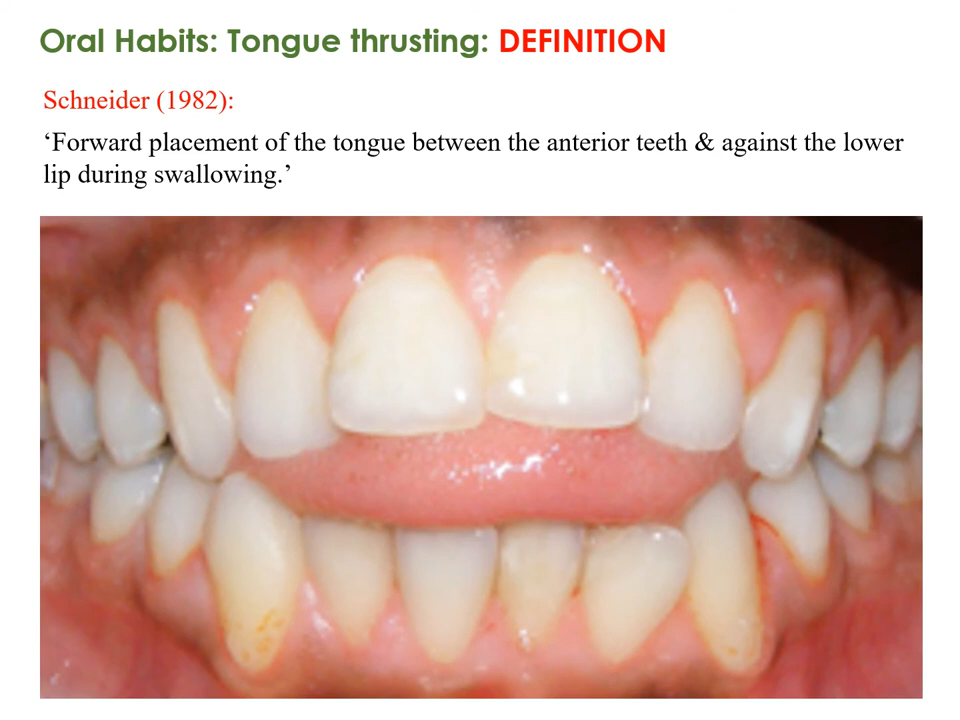 Oral Habits: Tongue thrusting: DEFINITION
Schneider (1982):
‘Forward placement of the tongue between the anterior teeth & against the lower
lip during swallowing.’